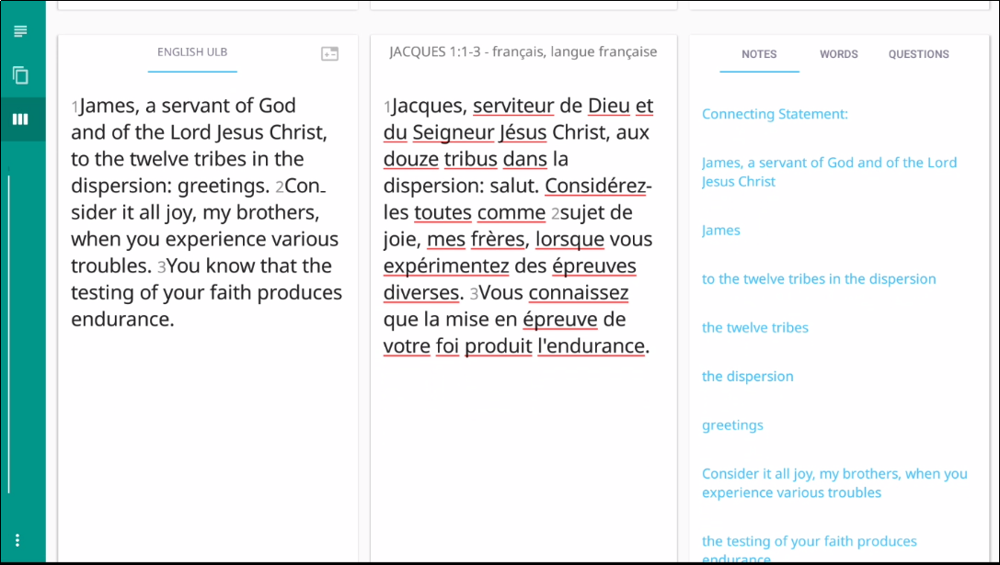 ENGLISH ULB
1James, a servant of God
and of the Lord Jesus Christ,
to the twelve tribes in the
dispersion: greetings. 2Con-
sider it all joy, my brothers,
when you experience various
troubles. 3You know that the
testing of your faith produces
endurance.
JACQUES 1:1-3 - français, langue française
1Jacques, serviteur de Dieu et
du Seigneur Jésus Christ, aux
douze tribus dans la
dispersion: salut. Considérez-
les toutes comme 2sujet de
joie, mes frères, lorsque vous
expérimentez des épreuves
diverses. 3Vous connaissez
que la mise en épreuve de
votre foi produit l'endurance.
NOTES WORDS QUESTIONS
Connecting Statement:
James, a servant of God and of the Lord
Jesus Christ
James
to the twelve tribes in the dispersion
the twelve tribes
the dispersion
greetings
Consider it all joy, my brothers, when you
experience various troubles
the testing of your faith produces
endurance